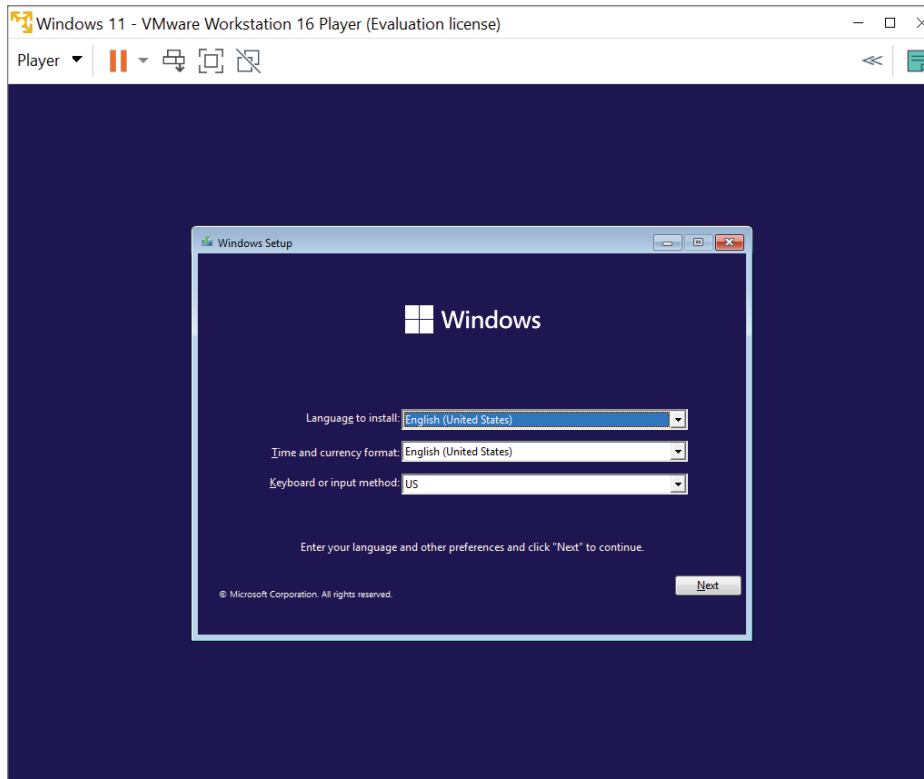 Windows 11 - VMware Workstation 16 Player (Evaluation license)
Player
Windows Setup
Windows
Language to install: English (United States)
Time and currency format: English (United States)
Keyboard or input method: US
Enter your language and other preferences and click "Next" to continue.
Next
© Microsoft Corporation. All rights reserved.